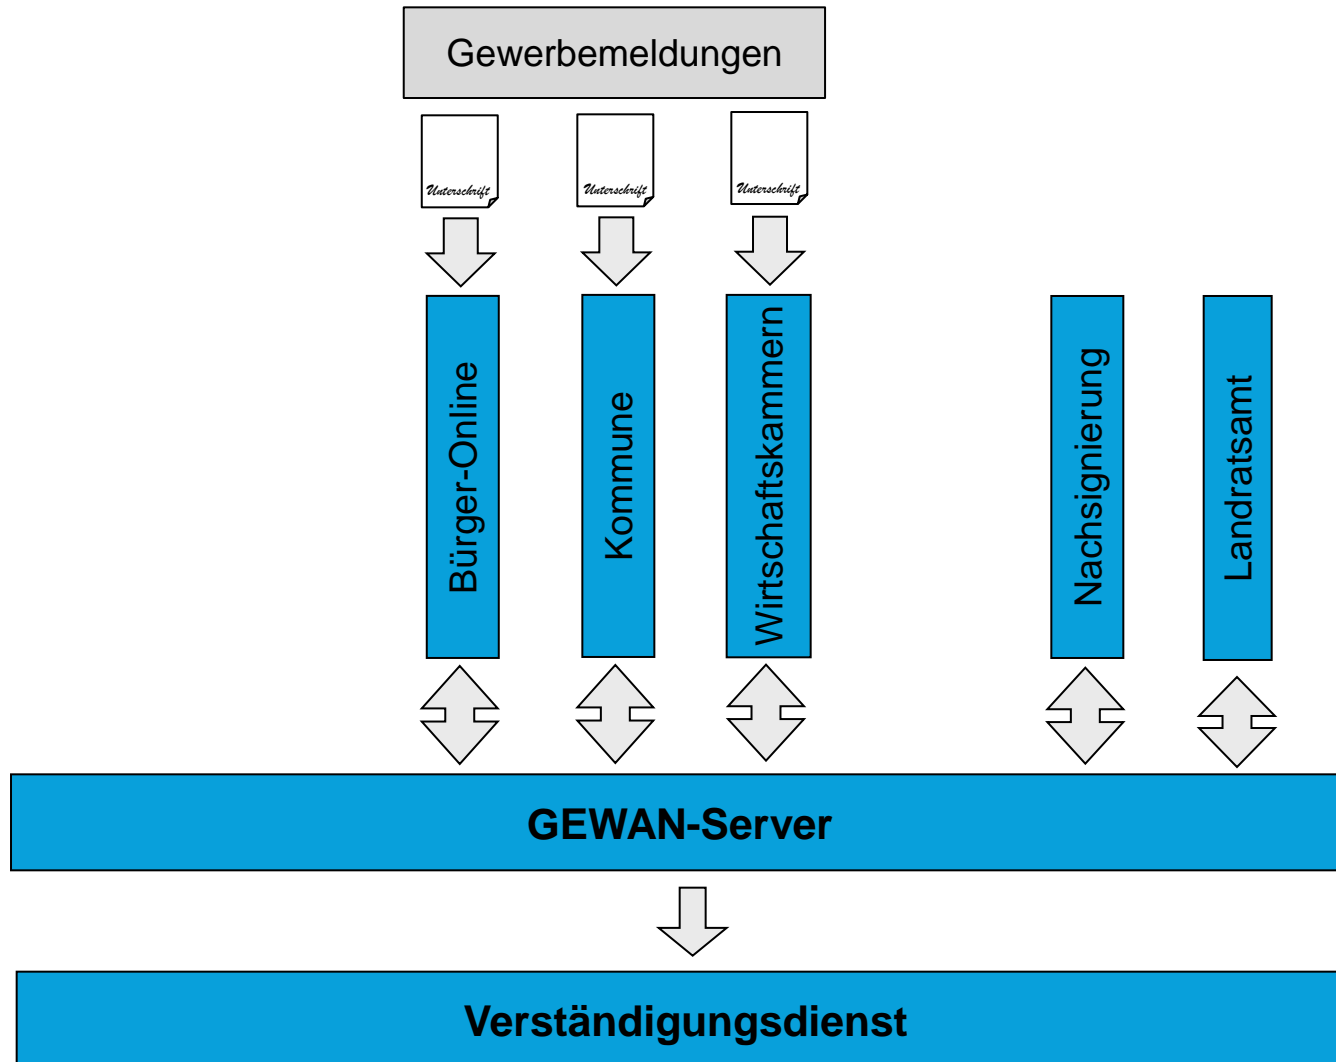 Gewerbemeldungen
Unterschrift
Unterschrift
Unterschrift
Bürger-Online
Kommune
Wirtschaftskammern
Nachsignierung
Landratsamt
GEWAN-Server
Verständigungsdienst